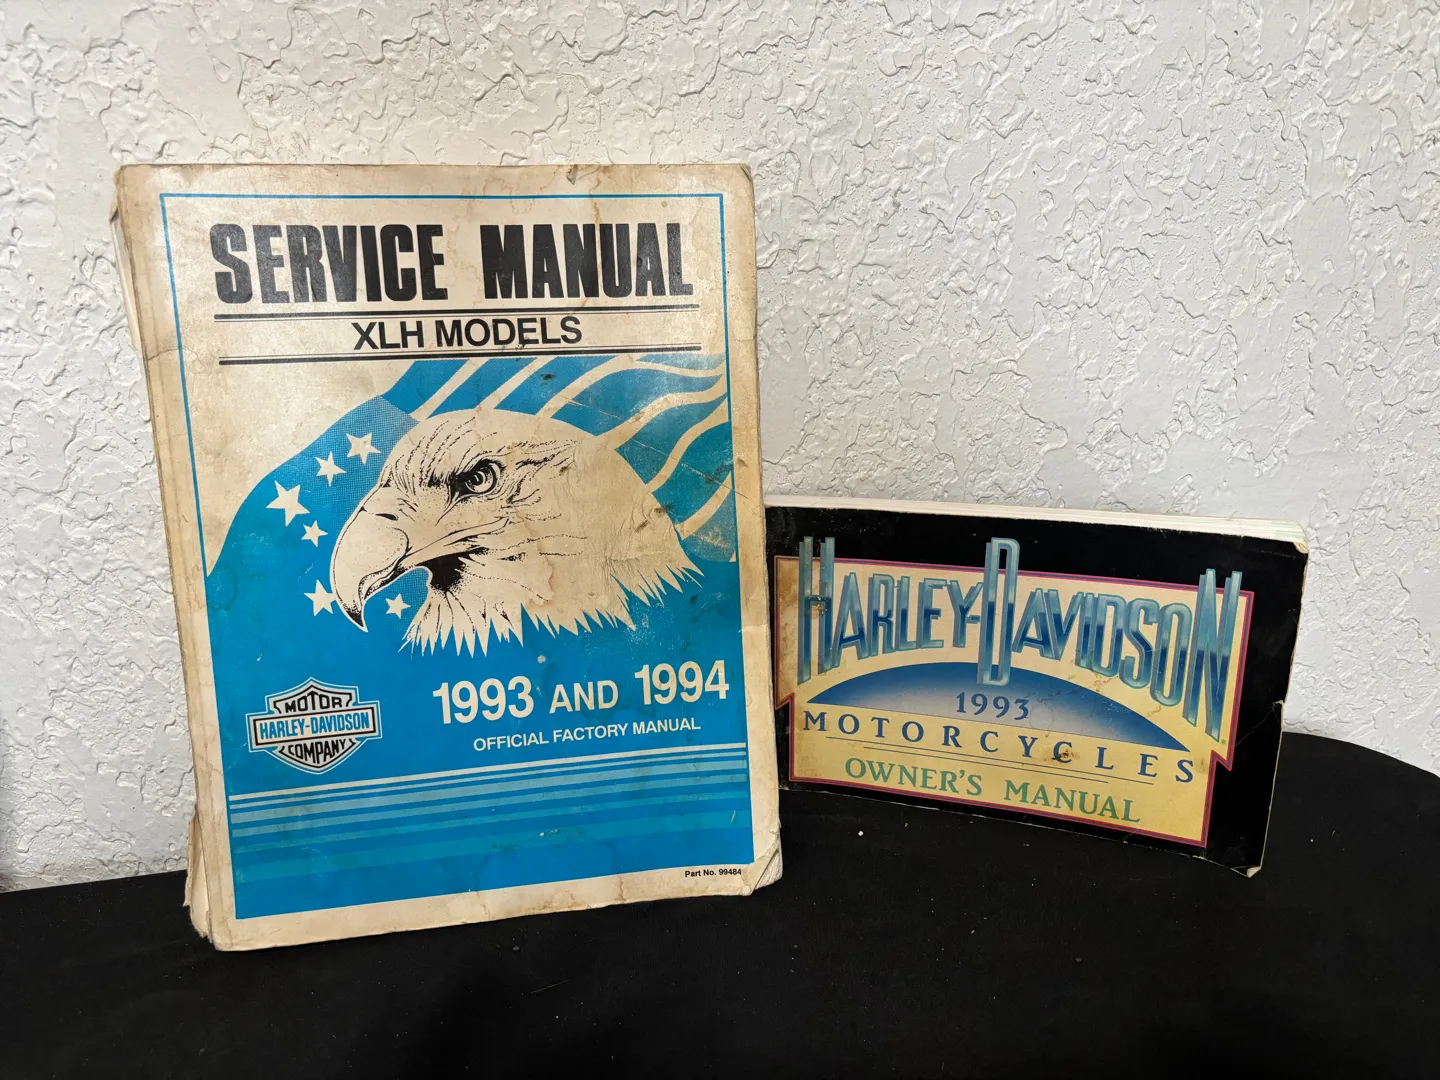 SERVICE MANUAL
XLH MODELS
MOTOR
HARLEY-DAVIDSON
COMPANY
1993 AND 1994
OFFICIAL FACTORY MANUAL
Part No. 99484
HARLEY-DAVIDSON
1993
MOTORCYCLES
OWNER'S MANUAL